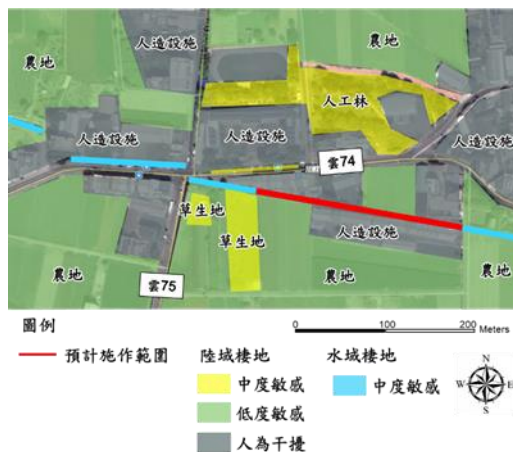 農地
人造設施
農地
人工林
人造設施
人造設施
人造設施
雲74
草生地
草生地
人造設施
農地
農地
農地
雲75
圖例
0 100 200
Meters
預計施作範圍
陸域棲地
水域棲地
中度敏感
中度敏感
低度敏感
人為干擾
N
W E
S